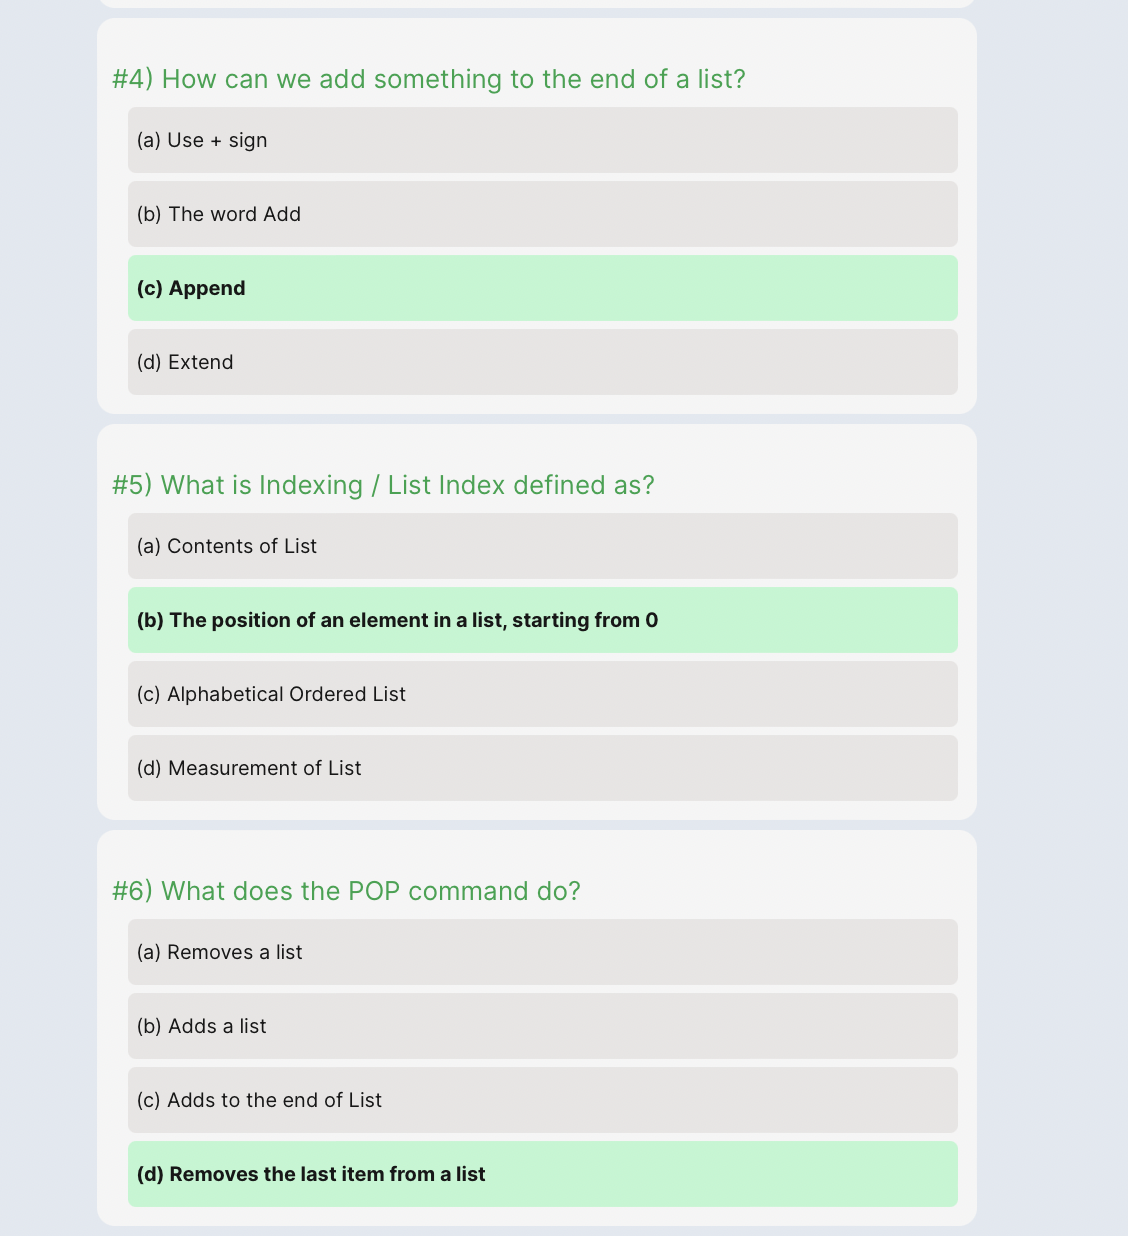 #4) How can we add something to the end of a list?
(a) Use + sign
(b) The word Add
(c) Append
(d) Extend
#5) What is Indexing / List Index defined as?
(a) Contents of List
(b) The position of an element in a list, starting from 0
(c) Alphabetical Ordered List
(d) Measurement of List
#6) What does the POP command do?
(a) Removes a list
(b) Adds a list
(c) Adds to the end of List
(d) Removes the last item from a list